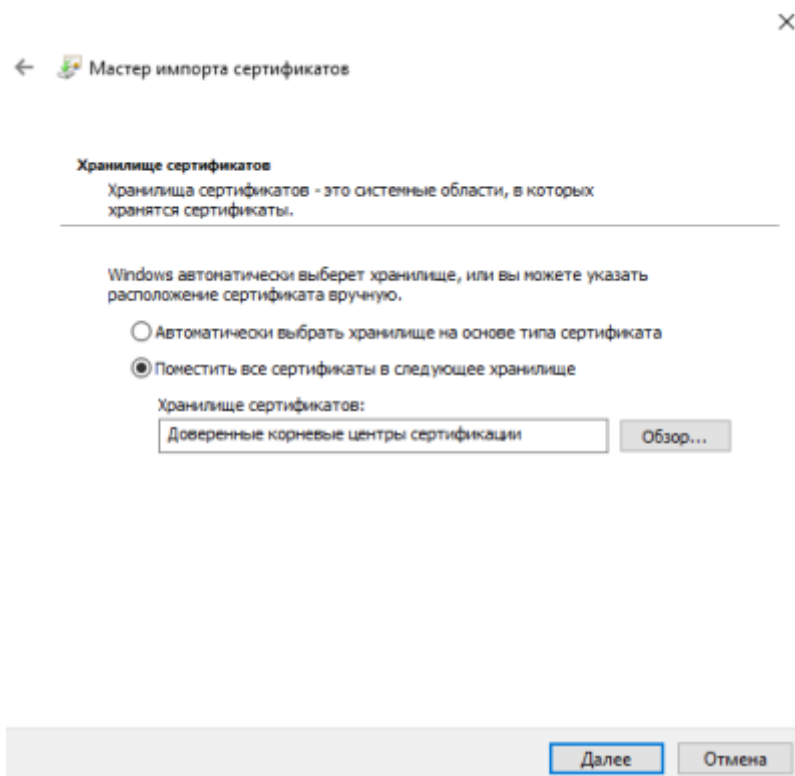 Мастер импорта сертификатов
Хранилище сертификатов
Хранилища сертификатов - это системные области, в которых
хранятся сертификаты.
Windows автоматически выберет хранилище, или вы можете указать
расположение сертификата вручную.
Автоматически выбрать хранилище на основе типа сертификата
Поместить все сертификаты в следующее хранилище
Хранилище сертификатов:
Доверенные корневые центры сертификации
Обзор...
Далее
Отмена